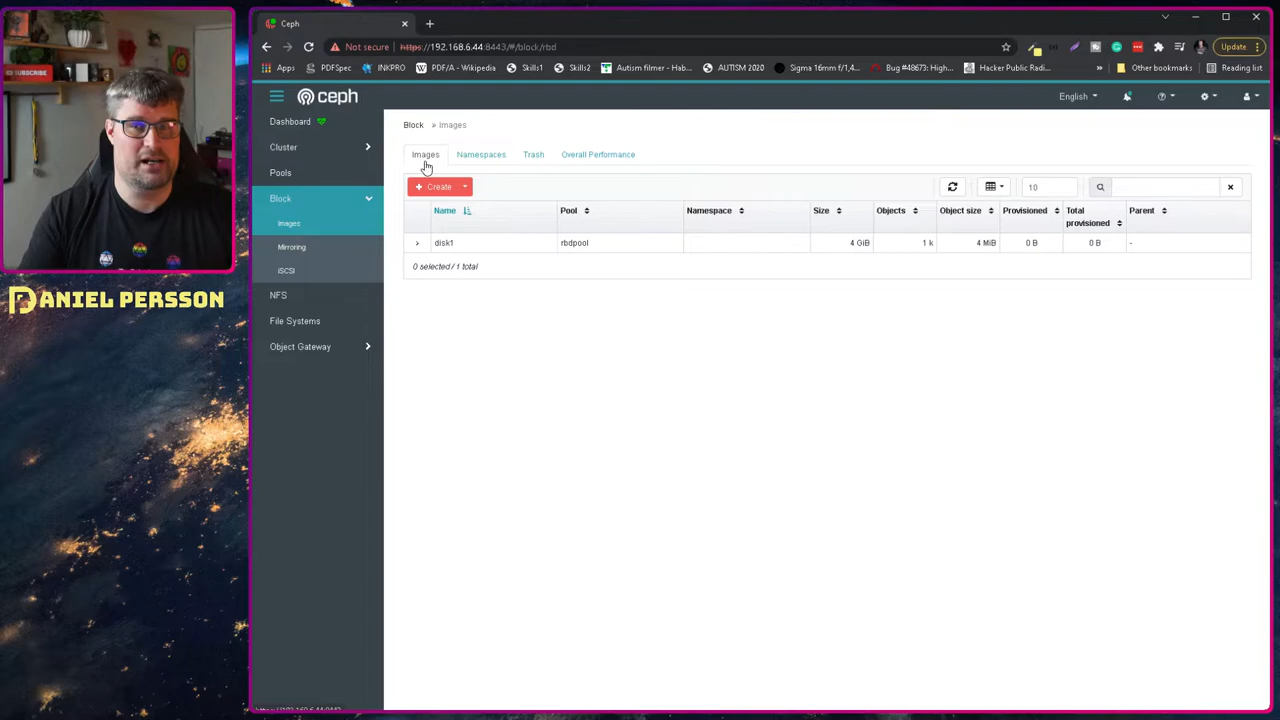 SUBSCRIBE
DANIEL PERSSON
Ceph
Not secure
https://192.168.6.44:8443/#/block/rbd
Update
Apps
PDFSpec
INKPRO
PDF/A - Wikipedia
Skills1
Skills2
Autism filmer - Hab...
AUTISM 2020
Sigma 16mm f/1,4...
Bug #48673: High...
Hacker Public Radi...
»
Other bookmarks
Reading list
ceph
English
Dashboard
Cluster
Pools
Block
Images
Mirroring
iSCSI
NFS
File Systems
Object Gateway
Block » Images
Images Namespaces Trash Overall Performance
+ Create
10
Name Pool Namespace Size Objects Object size Provisioned Total provisioned Parent
disk1 rbdpool 4 GiB 1 k 4 MiB 0 B 0 B -
0 selected / 1 total